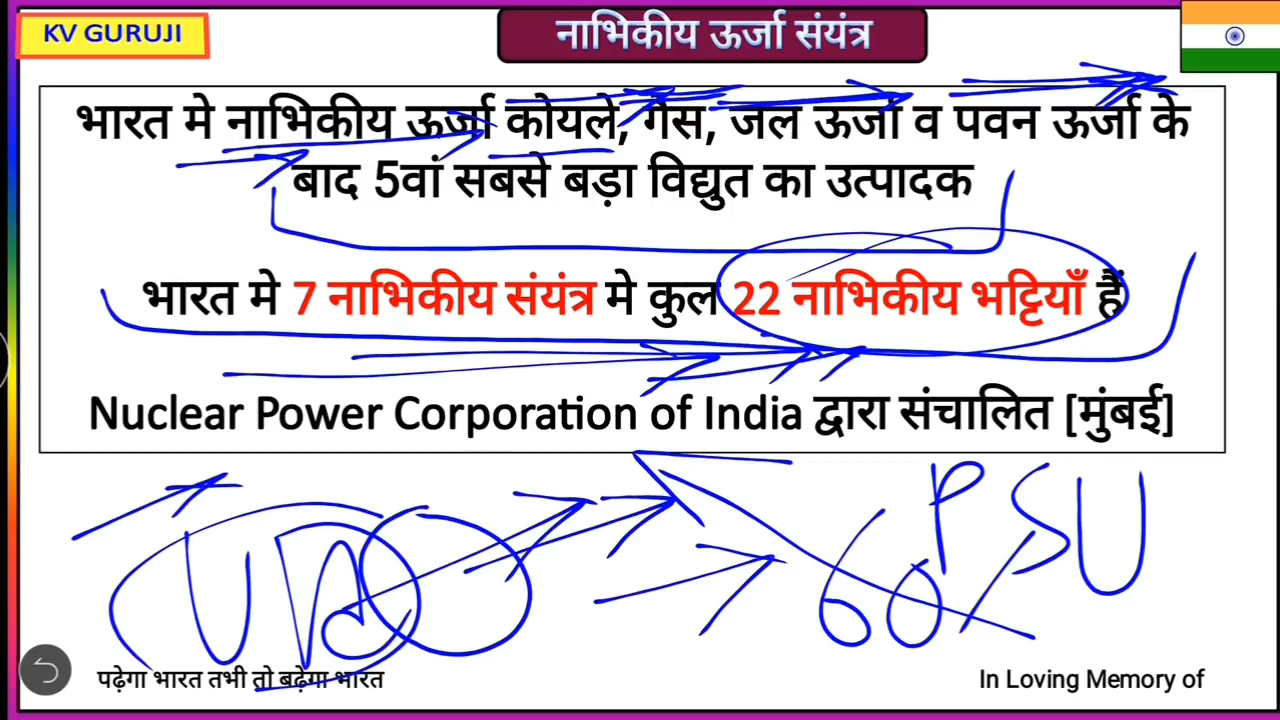 KV GURUJI
नाभिकीय ऊर्जा संयंत्र
भारत मे नाभिकीय ऊर्जा कोयले, गैस, जल ऊर्जा व पवन ऊर्जा के
बाद 5वां सबसे बड़ा विद्युत का उत्पादक
भारत मे 7 नाभिकीय संयंत्र मे कुल 22 नाभिकीय भट्टियाँ हैं
Nuclear Power Corporation of India द्वारा संचालित [मुंबई]
PSU
60%
पढ़ेगा भारत तभी तो बढ़ेगा भारत
In Loving Memory of